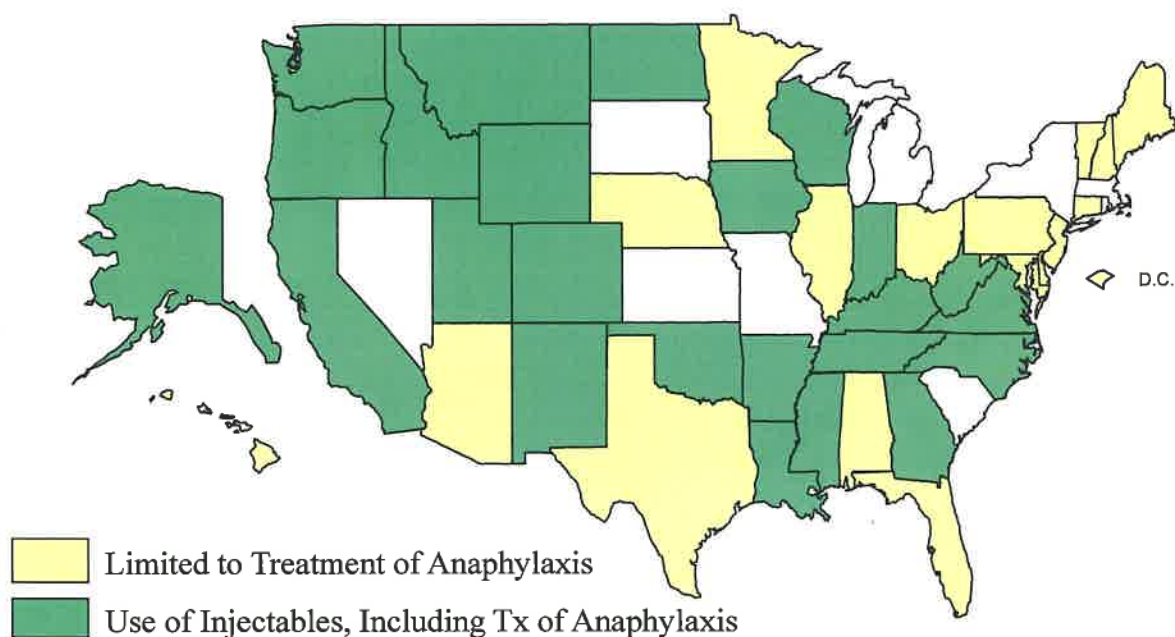 D.C.
Limited to Treatment of Anaphylaxis
Use of Injectables, Including Tx of Anaphylaxis